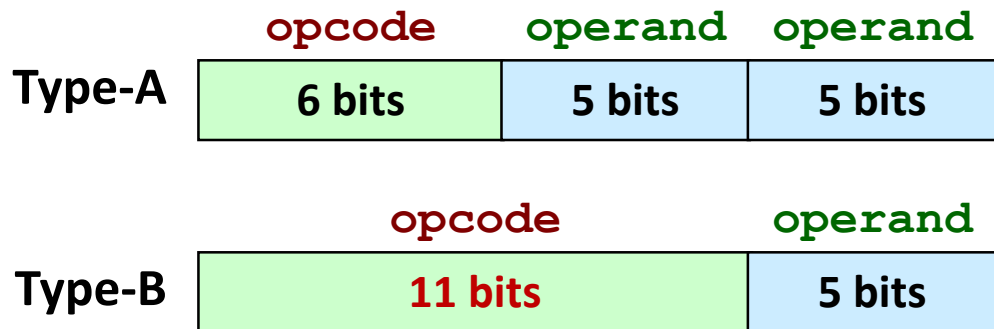 opcode operand operand
Type-A 6 bits 5 bits 5 bits
opcode operand
Type-B 11 bits 5 bits